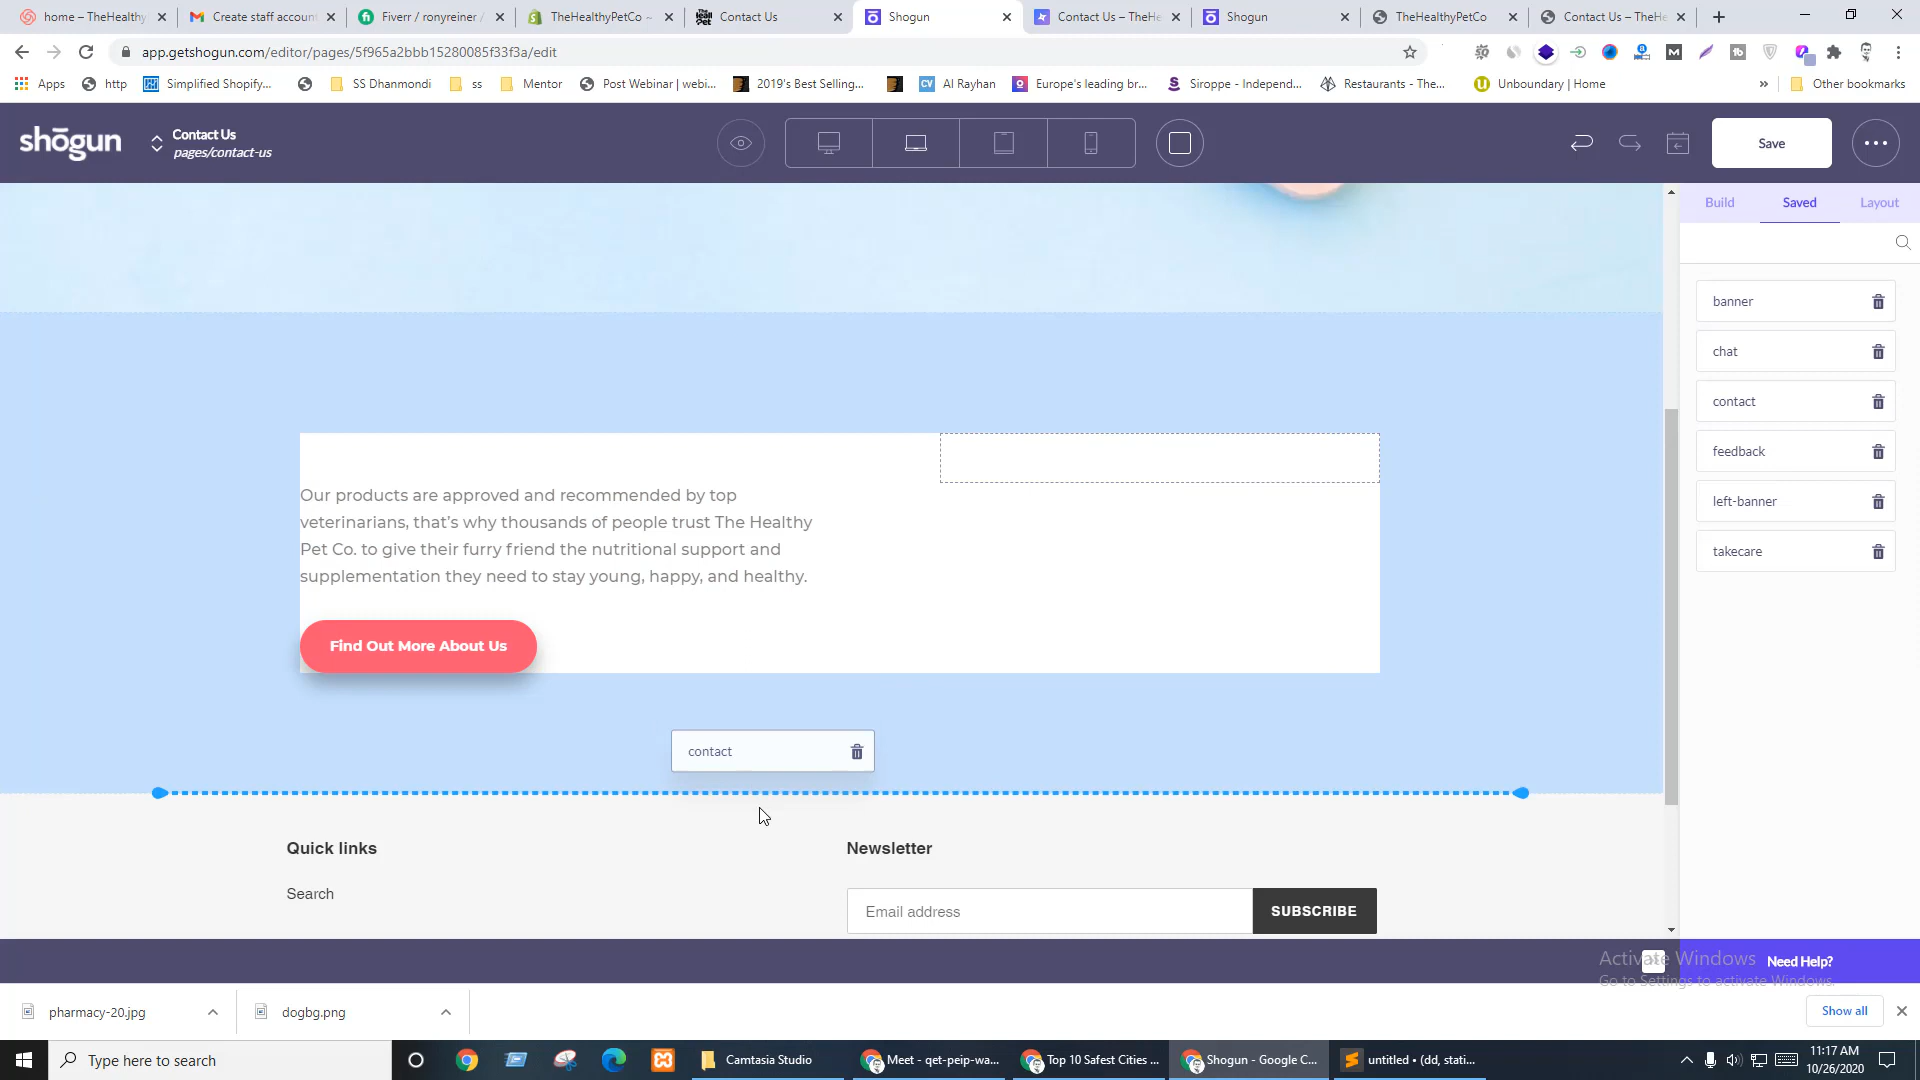 home – TheHealthy
Create staff accoun
Fiverr / ronyreiner /
TheHealthyPetCo ~
Contact Us
Shogun
Contact Us – TheHe
Shogun
TheHealthyPetCo
Contact Us – TheHe
app.getshogun.com/editor/pages/5f965a2bbb15280085f33f3a/edit
Apps
http
Simplified Shopify...
SS Dhanmondi
ss
Mentor
Post Webinar | webi...
2019's Best Selling...
Al Rayhan
Europe's leading br...
Siroppe - Independ...
Restaurants - The...
Unboundary | Home
Other bookmarks
shōgun
Contact Us
pages/contact-us
Save
Build
Saved
Layout
banner
chat
contact
feedback
left-banner
takecare
Our products are approved and recommended by top
veterinarians, that's why thousands of people trust The Healthy
Pet Co. to give their furry friend the nutritional support and
supplementation they need to stay young, happy, and healthy.
Find Out More About Us
contact
Quick links
Newsletter
Search
Email address
SUBSCRIBE
Activate Windows
Go to Settings to activate Windows.
Need Help?
pharmacy-20.jpg
dogbg.png
Show all
Type here to search
Camtasia Studio
Meet - qet-peip-wa...
Top 10 Safest Cities ...
Shogun - Google C...
untitled • (dd, stati...
11:17 AM
10/26/2020